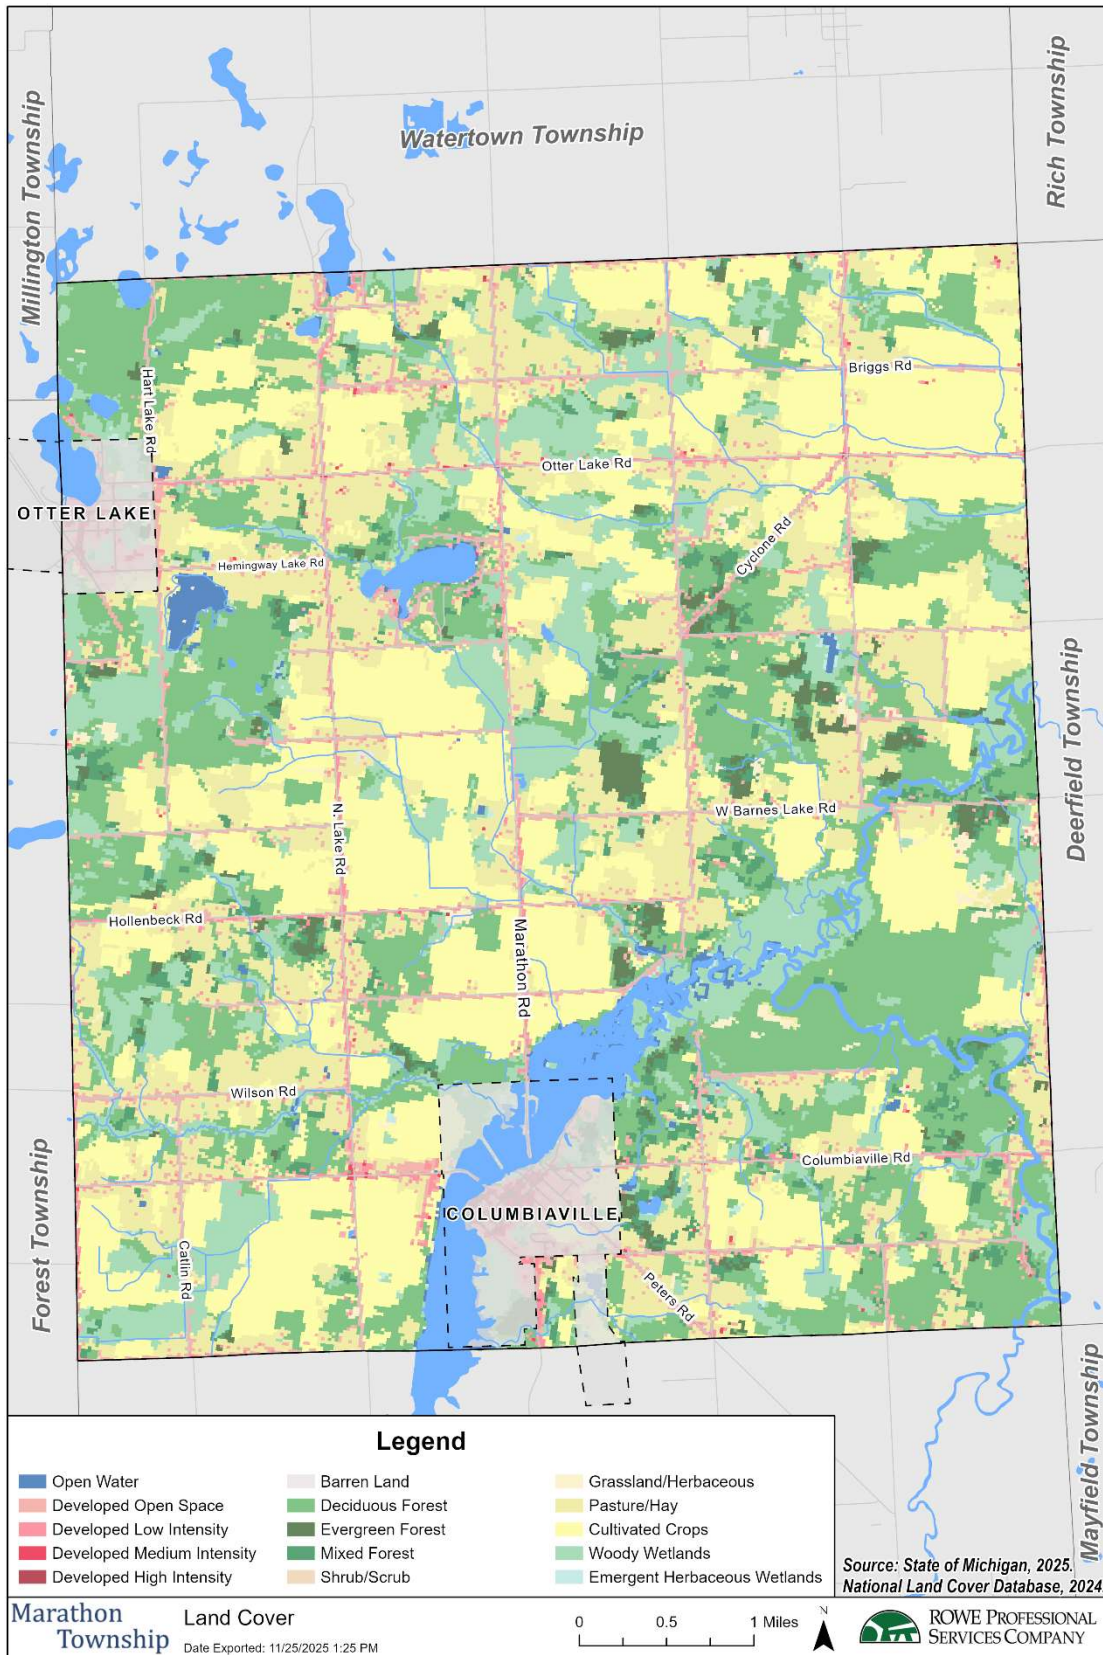 Millington Township
Watertown Township
Rich Township
Hart Lake Rd
Briggs Rd
Otter Lake Rd
OTTER LAKE
Cyclone Rd
Hemingway Lake Rd
Deerfield Township
N. Lake Rd
W Barnes Lake Rd
Hollenbeck Rd
Marathon Rd
Wilson Rd
Forest Township
Columbiaville Rd
COLUMBIAVILLE
Catlin Rd
Peters Rd
Mayfield Township
Legend
Open Water
Developed Open Space
Developed Low Intensity
Developed Medium Intensity
Developed High Intensity
Barren Land
Deciduous Forest
Evergreen Forest
Mixed Forest
Shrub/Scrub
Grassland/Herbaceous
Pasture/Hay
Cultivated Crops
Woody Wetlands
Emergent Herbaceous Wetlands
Source: State of Michigan, 2025.
National Land Cover Database, 2024.
Marathon
Township
Land Cover
Date Exported: 11/25/2025 1:25 PM
0 0.5 1 Miles
N
ROWE PROFESSIONAL
SERVICES COMPANY